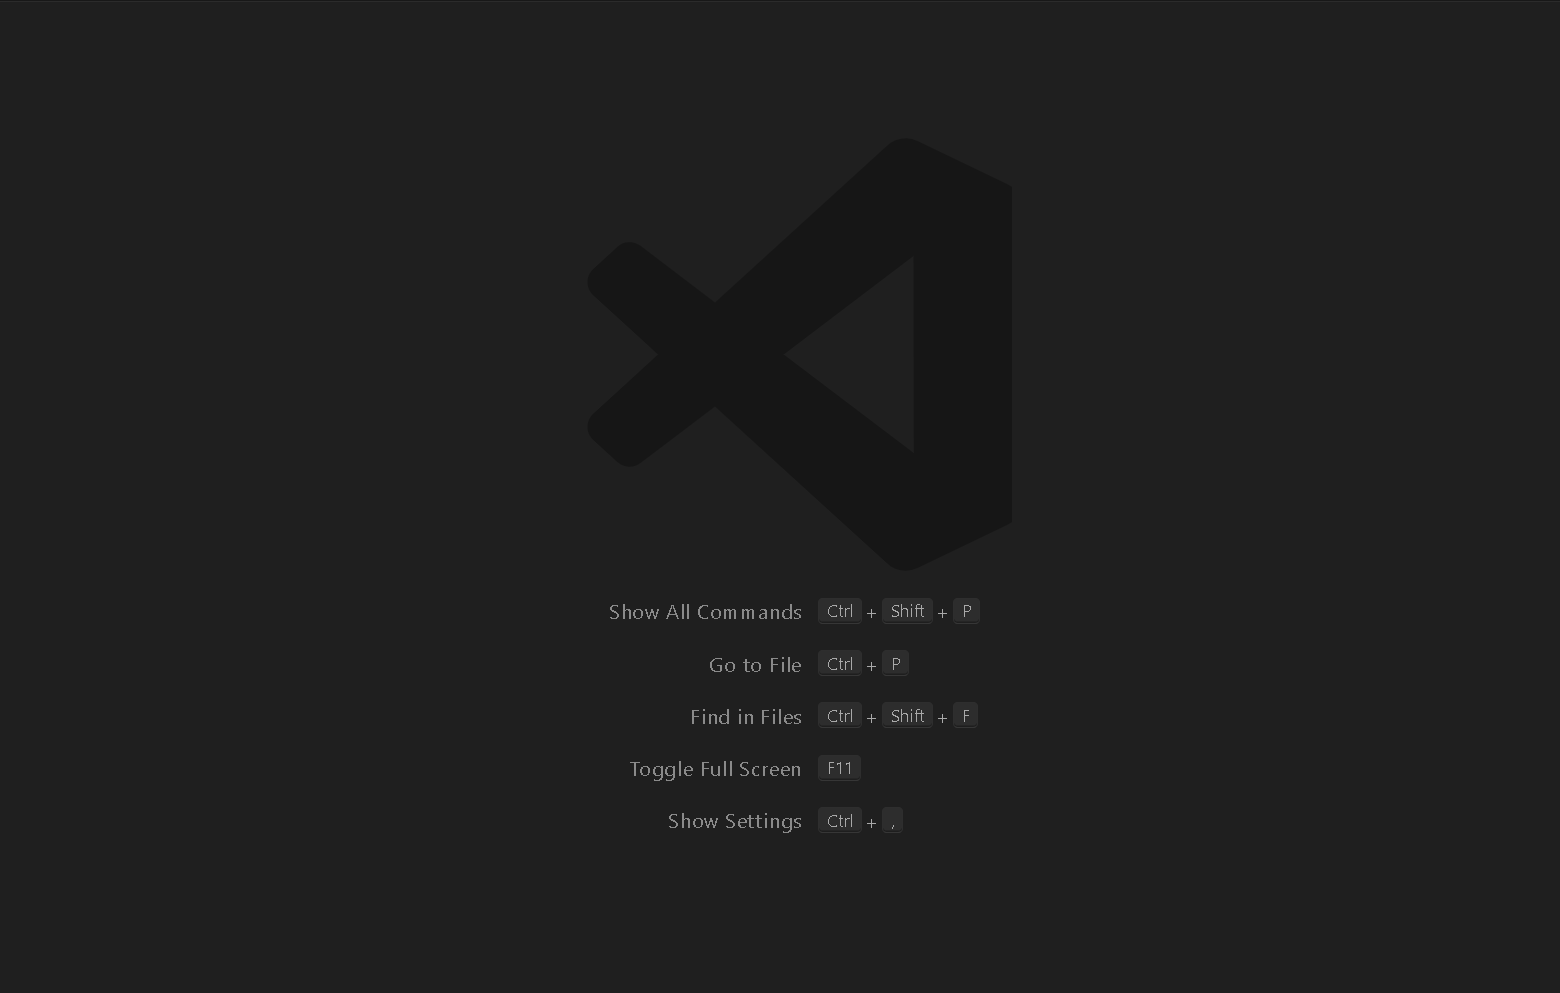 Show All Commands Ctrl + Shift + P
Go to File Ctrl + P
Find in Files Ctrl + Shift + F
Toggle Full Screen F11
Show Settings Ctrl + ,